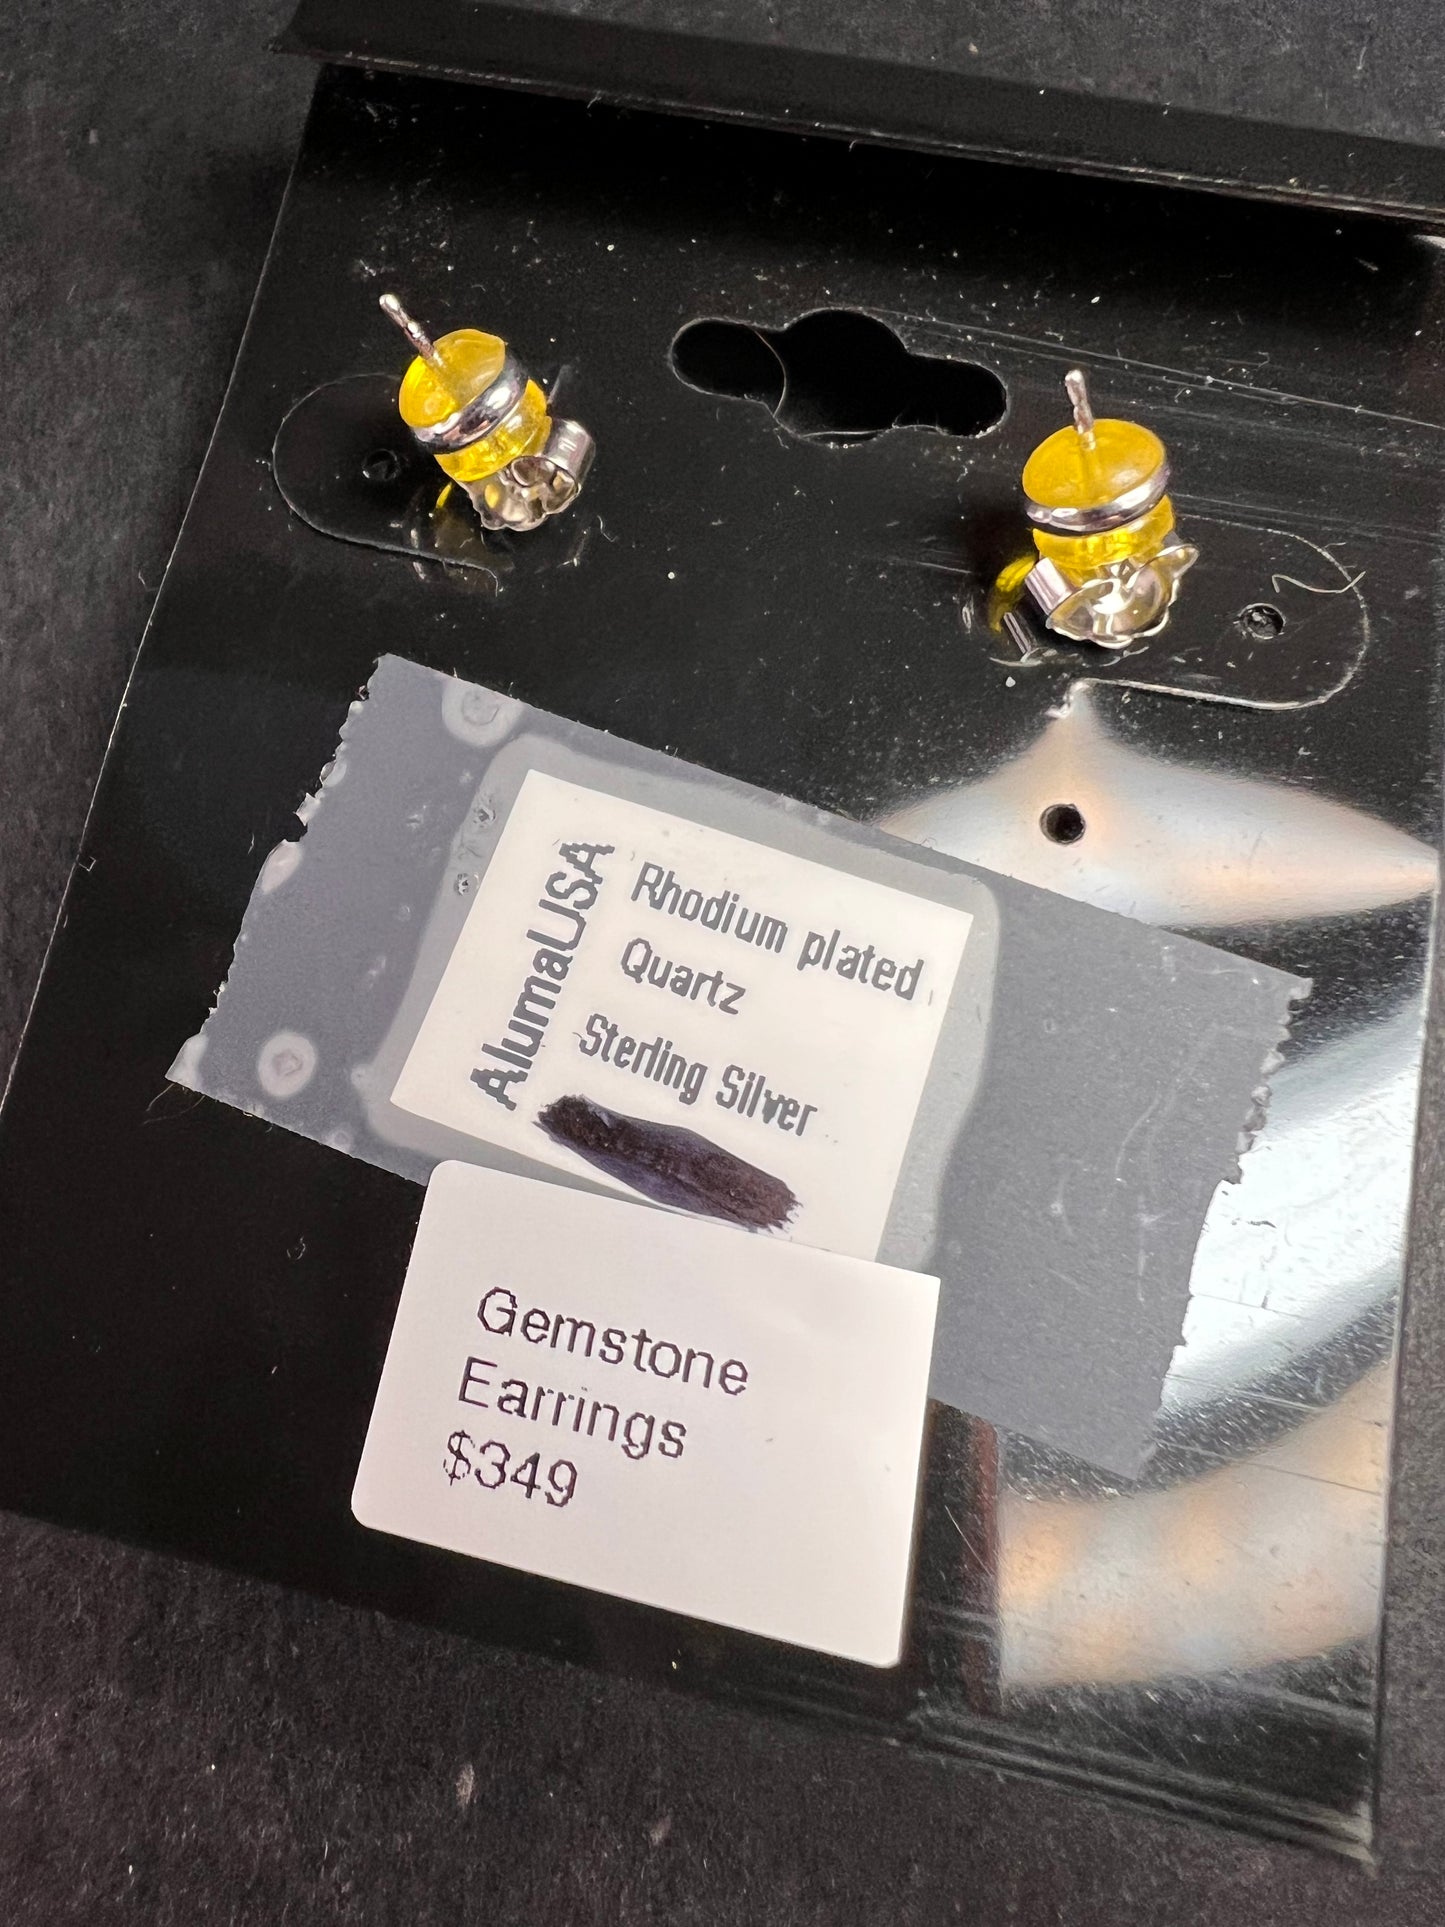 AlumaUSA
Rhodium plated
Quartz
Sterling Silver
Gemstone
Earrings
$349